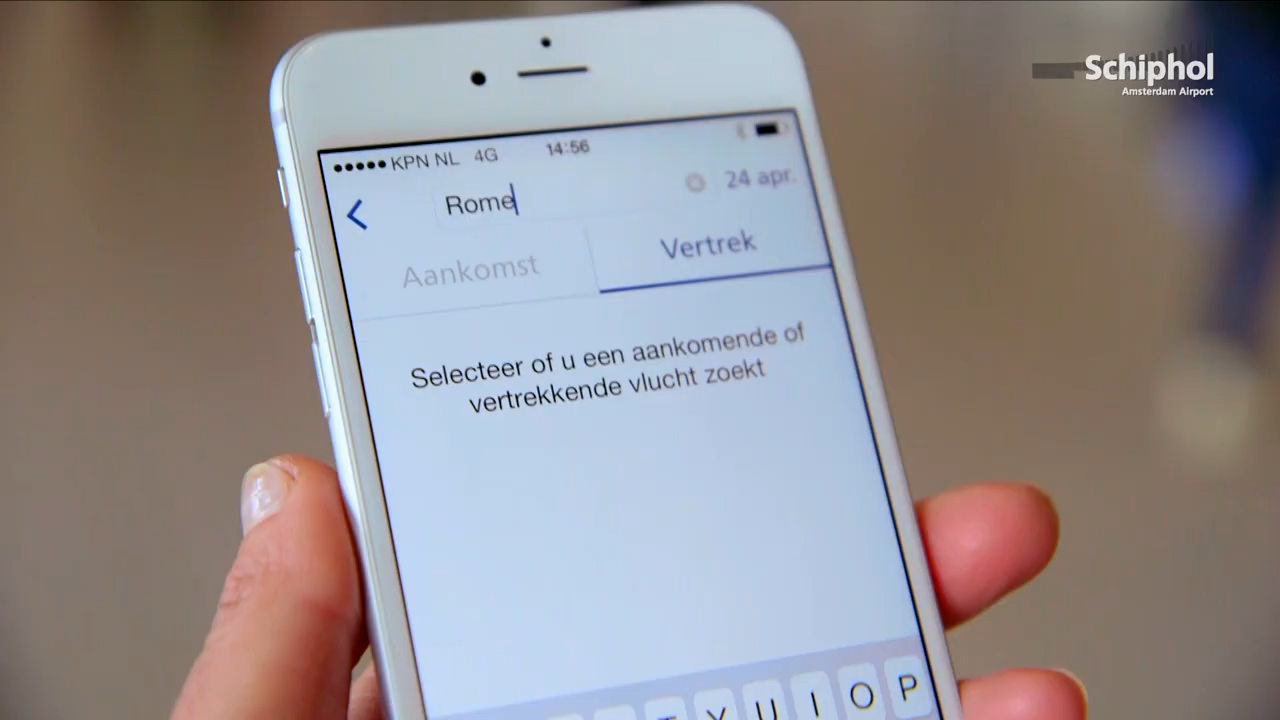 Schiphol
Amsterdam Airport
KPN NL 4G 14:56
Rome 24 apr.
Aankomst Vertrek
Selecteer of u een aankomende of
vertrekkende vlucht zoekt
T Y U I O P